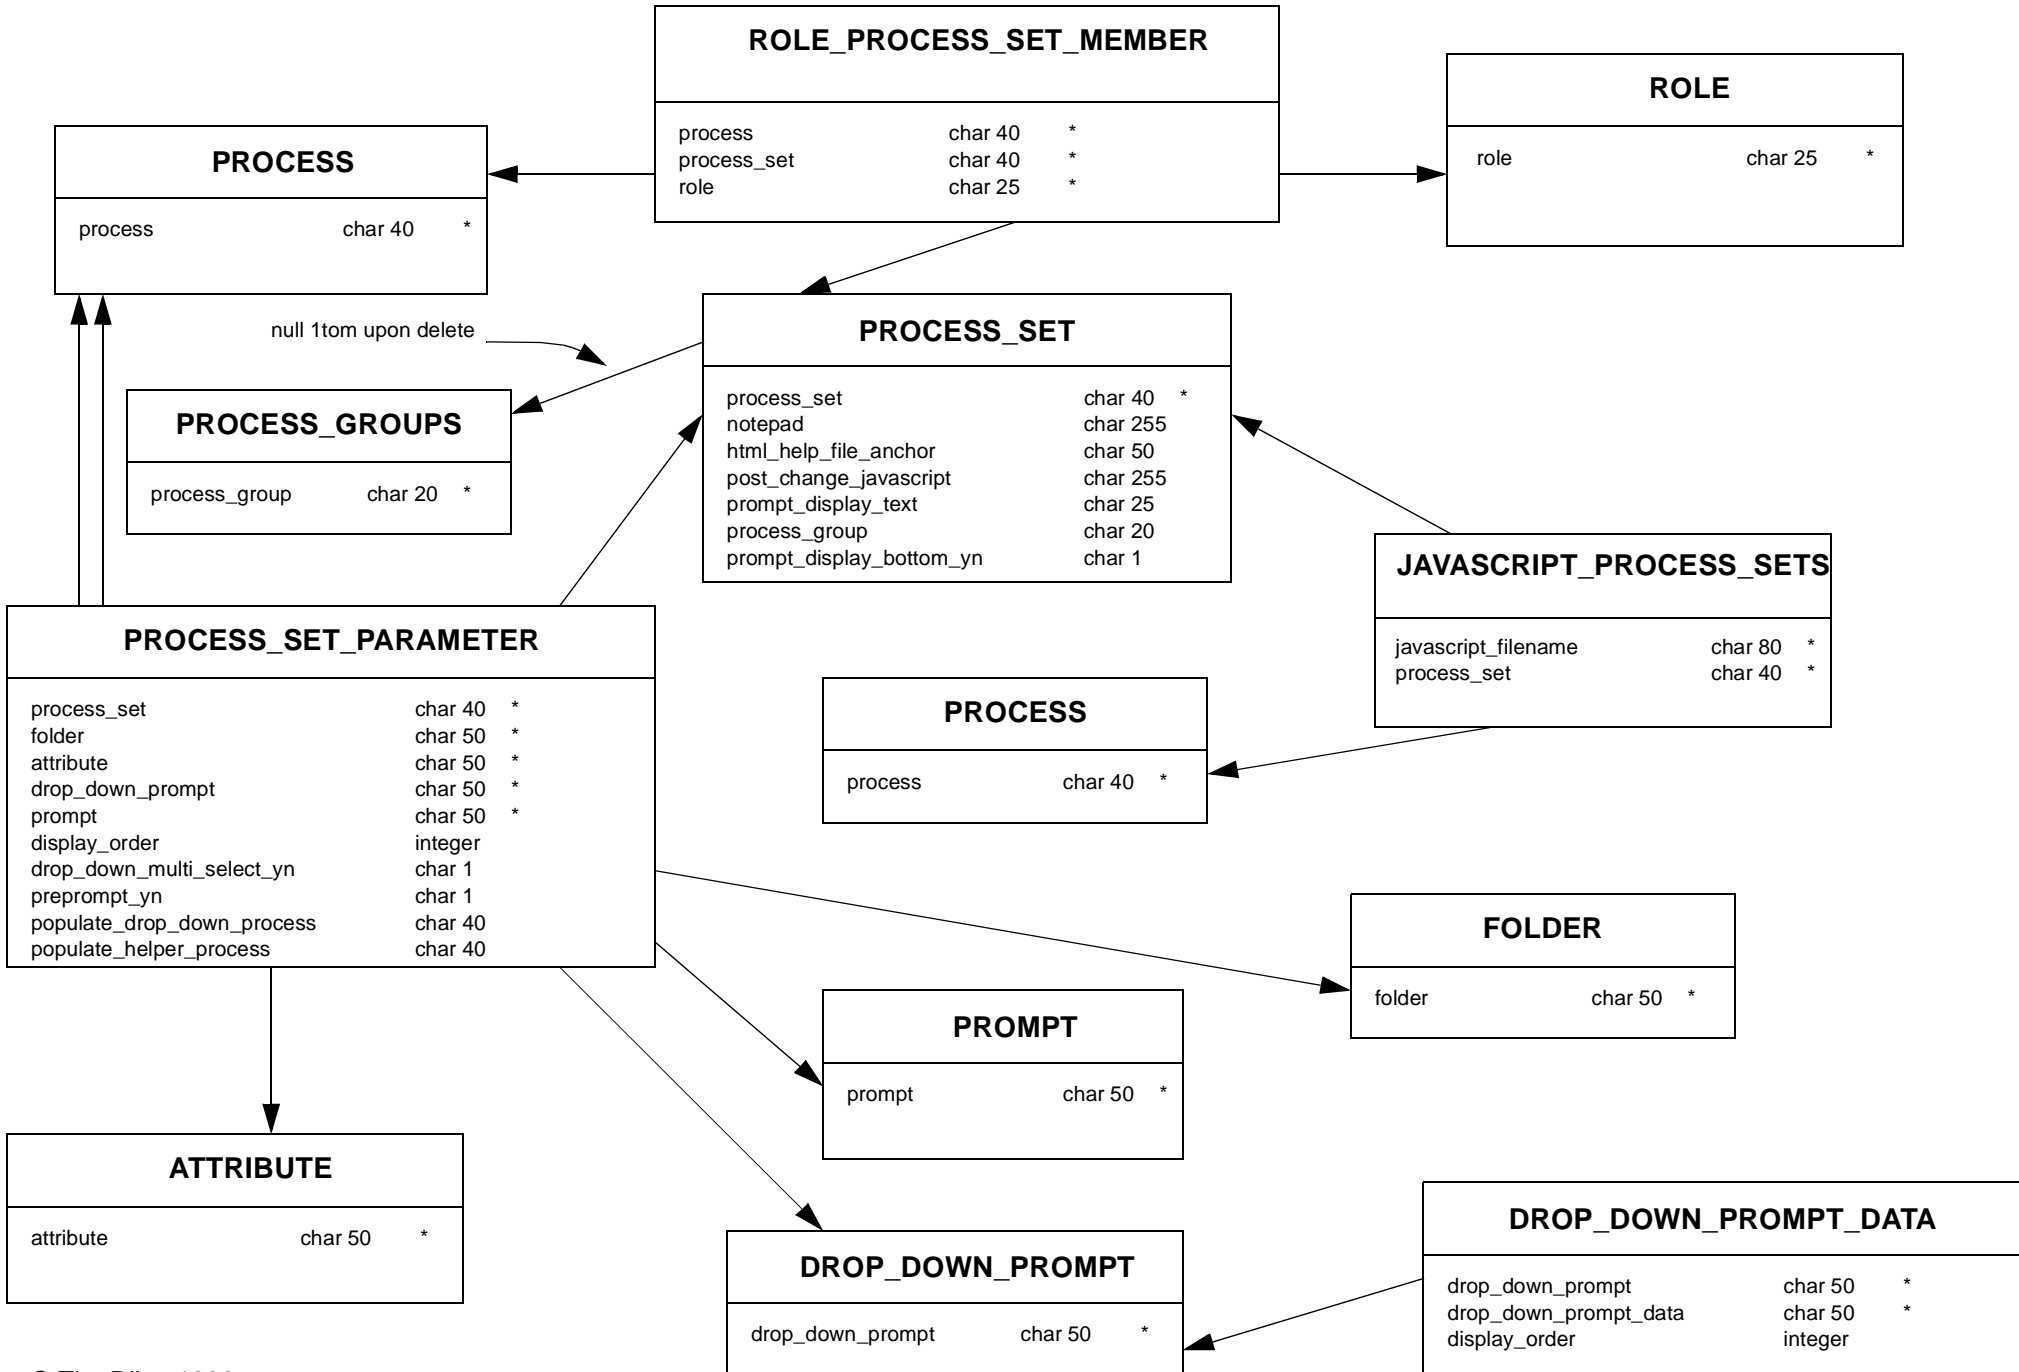 ROLE_PROCESS_SET_MEMBER
process char 40 *
process_set char 40 *
role char 25 *
ROLE
role char 25 *
PROCESS
process char 40 *
null 1tom upon delete
PROCESS_SET
process_set char 40 *
notepad char 255
html_help_file_anchor char 50
post_change_javascript char 255
prompt_display_text char 25
process_group char 20
prompt_display_bottom_yn char 1
PROCESS_GROUPS
process_group char 20 *
JAVASCRIPT_PROCESS_SETS
javascript_filename char 80 *
process_set char 40 *
PROCESS_SET_PARAMETER
process_set char 40 *
folder char 50 *
attribute char 50 *
drop_down_prompt char 50 *
prompt char 50 *
display_order integer
drop_down_multi_select_yn char 1
preprompt_yn char 1
populate_drop_down_process char 40
populate_helper_process char 40
PROCESS
process char 40 *
FOLDER
folder char 50 *
PROMPT
prompt char 50 *
ATTRIBUTE
attribute char 50 *
DROP_DOWN_PROMPT
drop_down_prompt char 50 *
DROP_DOWN_PROMPT_DATA
drop_down_prompt char 50 *
drop_down_prompt_data char 50 *
display_order integer